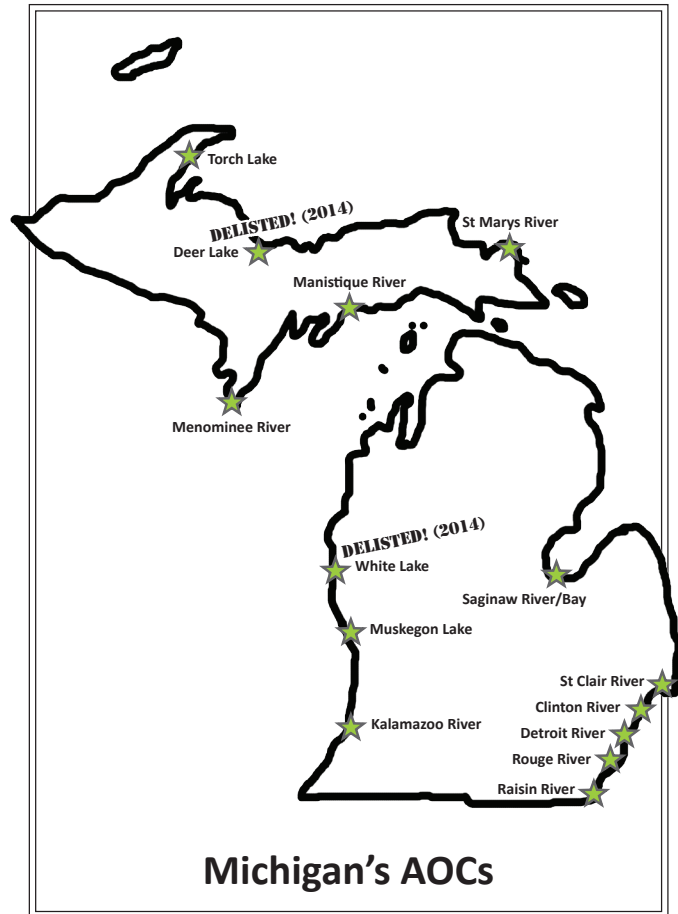 Torch Lake
DELISTED! (2014)
Deer Lake
St Marys River
Manistique River
Menominee River
DELISTED! (2014)
White Lake
Saginaw River/Bay
Muskegon Lake
St Clair River
Clinton River
Kalamazoo River
Detroit River
Rouge River
Raisin River
Michigan's AOCs